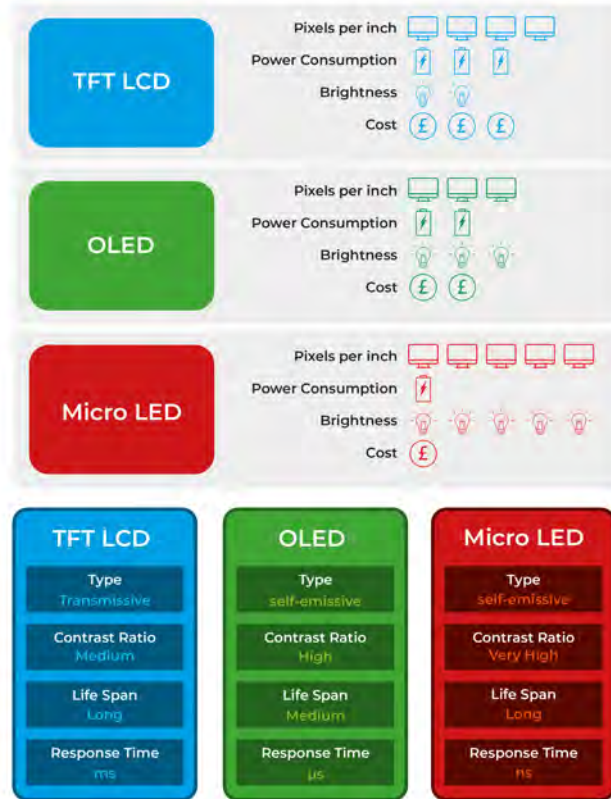 TFT LCD
Pixels per inch
Power Consumption
Brightness
Cost £ £ £
OLED
Pixels per inch
Power Consumption
Brightness
Cost £ £
Micro LED
Pixels per inch
Power Consumption
Brightness
Cost £
TFT LCD
Type
Transmissive
Contrast Ratio
Medium
Life Span
Long
Response Time
ms
OLED
Type
self-emissive
Contrast Ratio
High
Life Span
Medium
Response Time
μs
Micro LED
Type
self-emissive
Contrast Ratio
Very High
Life Span
Long
Response Time
ns